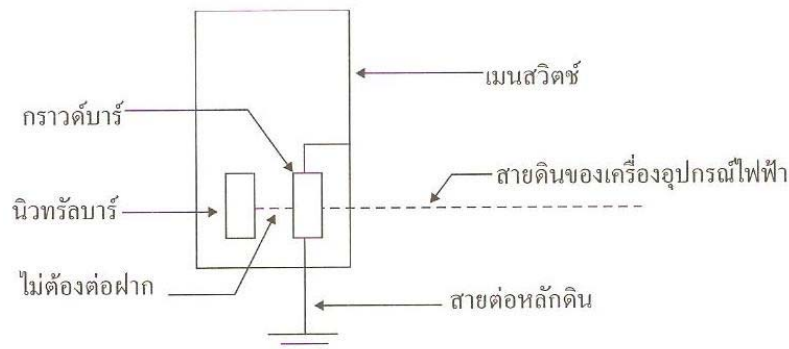 เมนสวิตช์
กราวด์บาร์
สายดินของเครื่องอุปกรณ์ไฟฟ้า
นิวทรัลบาร์
ไม่ต้องต่อฝาก
สายต่อหลักดิน